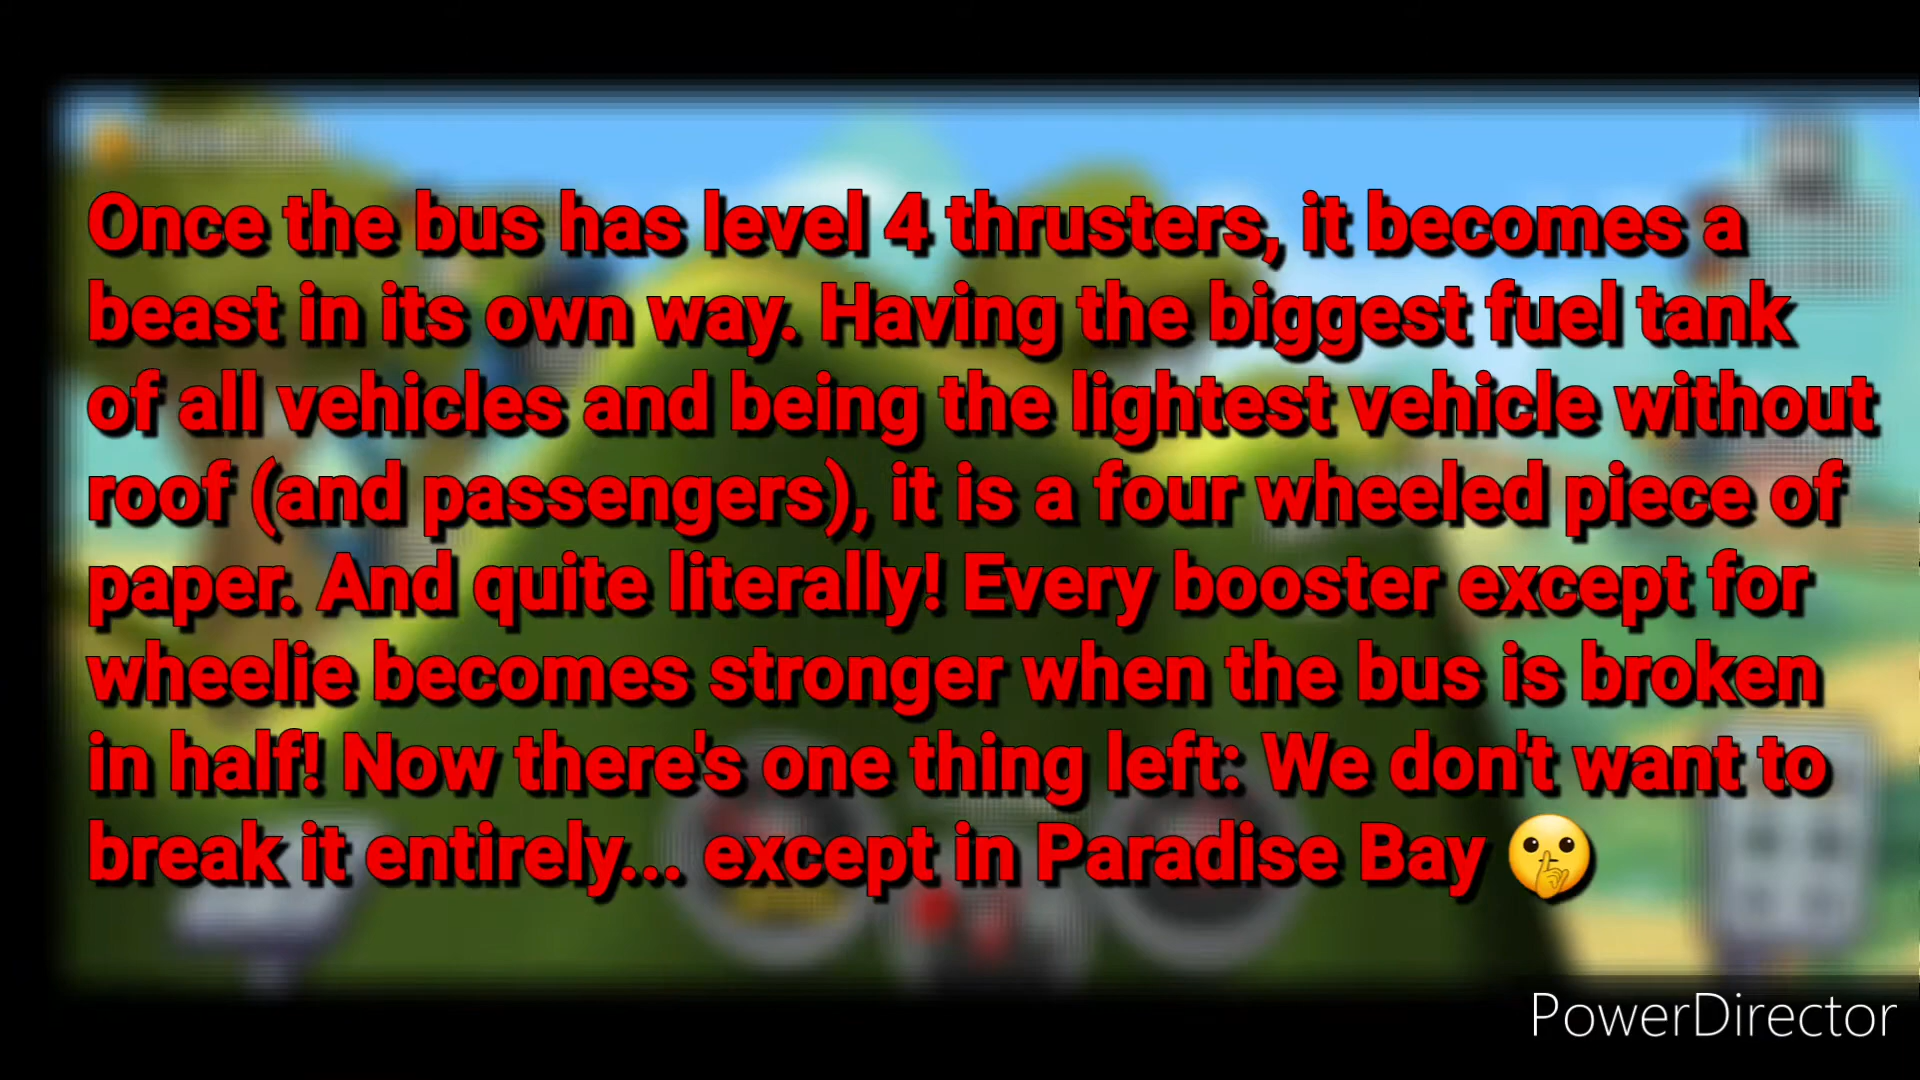 Once the bus has level 4 thrusters, it becomes a
beast in its own way. Having the biggest fuel tank
of all vehicles and being the lightest vehicle without
roof (and passengers), it is a four wheeled piece of
paper. And quite literally! Every booster except for
wheelie becomes stronger when the bus is broken
in half! Now there's one thing left: We don't want to
break it entirely... except in Paradise Bay 🤫
PowerDirector